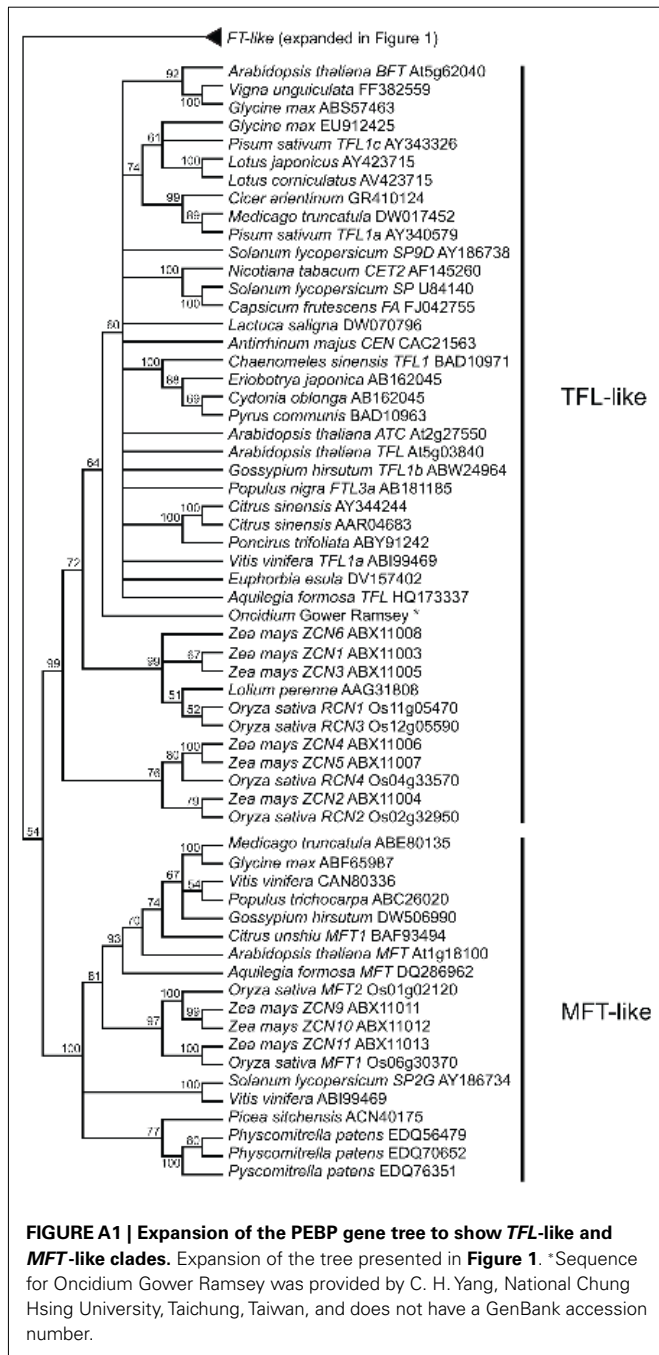 FT-like (expanded in Figure 1)
92
Arabidopsis thaliana BFT At5g62040
Vigna unguiculata FF382559
100
Glycine max ABS57463
Glycine max EU912425
61
Pisum sativum TFL1c AY343326
74
100
Lotus japonicus AY423715
Lotus corniculatus AV423715
99
Cicer arientinum GR410124
89
Medicago truncatula DW017452
Pisum sativum TFL1a AY340579
Solanum lycopersicum SP9D AY186738
100
Nicotiana tabacum CET2 AF145260
Solanum lycopersicum SP U84140
100
Capsicum frutescens FA FJ042755
60
Lactuca saligna DW070796
Antirrhinum majus CEN CAC21563
100
Chaenomeles sinensis TFL1 BAD10971
88
Eriobotrya japonica AB162045
69
Cydonia oblonga AB162045
Pyrus communis BAD10963
TFL-like
Arabidopsis thaliana ATC At2g27550
Arabidopsis thaliana TFL At5g03840
64
Gossypium hirsutum TFL1b ABW24964
Populus nigra FTL3a AB181185
100
Citrus sinensis AY344244
100
Citrus sinensis AAR04683
Poncirus trifoliata ABY91242
72
Vitis vinifera TFL1a ABI99469
Euphorbia esula DV157402
Aquilegia formosa TFL HQ173337
Oncidium Gower Ramsey *
Zea mays ZCN6 ABX11008
99
99
67
Zea mays ZCN1 ABX11003
Zea mays ZCN3 ABX11005
51
Lolium perenne AAG31808
52
Oryza sativa RCN1 Os11g05470
Oryza sativa RCN3 Os12g05590
100
Zea mays ZCN4 ABX11006
80
Zea mays ZCN5 ABX11007
76
Oryza sativa RCN4 Os04g33570
79
Zea mays ZCN2 ABX11004
Oryza sativa RCN2 Os02g32950
54
100
Medicago truncatula ABE80135
Glycine max ABF65987
67
54
Vitis vinifera CAN80336
Populus trichocarpa ABC26020
74
Gossypium hirsutum DW506990
70
Citrus unshiu MFT1 BAF93494
93
Arabidopsis thaliana MFT At1g18100
Aquilegia formosa MFT DQ286962
81
100
Oryza sativa MFT2 Os01g02120
99
Zea mays ZCN9 ABX11011
97
Zea mays ZCN10 ABX11012
MFT-like
100
Zea mays ZCN11 ABX11013
Oryza sativa MFT1 Os06g30370
100
100
Solanum lycopersicum SP2G AY186734
Vitis vinifera ABI99469
77
Picea sitchensis ACN40175
80
Physcomitrella patens EDQ56479
100
Physcomitrella patens EDQ70652
Pyscomitrella patens EDQ76351
FIGURE A1 | Expansion of the PEBP gene tree to show TFL-like and
MFT-like clades. Expansion of the tree presented in Figure 1. *Sequence
for Oncidium Gower Ramsey was provided by C. H. Yang, National Chung
Hsing University, Taichung, Taiwan, and does not have a GenBank accession
number.